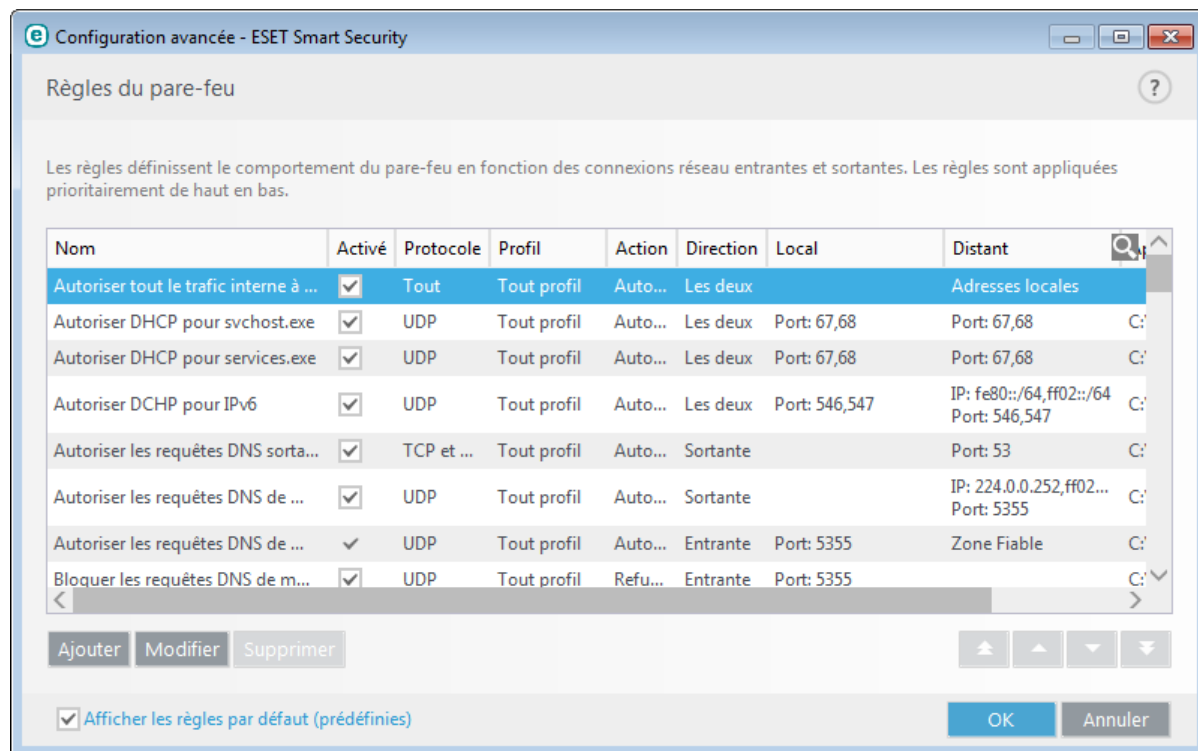 Configuration avancée - ESET Smart Security
Règles du pare-feu
?
Les règles définissent le comportement du pare-feu en fonction des connexions réseau entrantes et sortantes. Les règles sont appliquées
prioritairement de haut en bas.
Nom Activé Protocole Profil Action Direction Local Distant
Autoriser tout le trafic interne à ... Tout Tout profil Auto... Les deux Adresses locales
Autoriser DHCP pour svchost.exe UDP Tout profil Auto... Les deux Port: 67,68 Port: 67,68 C:\
Autoriser DHCP pour services.exe UDP Tout profil Auto... Les deux Port: 67,68 Port: 67,68 C:\
Autoriser DCHP pour IPv6 UDP Tout profil Auto... Les deux Port: 546,547 IP: fe80::/64,ff02::/64 C:\
Port: 546,547
Autoriser les requêtes DNS sorta... TCP et ... Tout profil Auto... Sortante Port: 53 C:\
Autoriser les requêtes DNS de ... UDP Tout profil Auto... Sortante IP: 224.0.0.252,ff02... C:\
Port: 5355
Autoriser les requêtes DNS de ... UDP Tout profil Auto... Entrante Port: 5355 Zone Fiable C:\
Bloquer les requêtes DNS de m... UDP Tout profil Refu... Entrante Port: 5355 C:\
Ajouter Modifier Supprimer
Afficher les règles par défaut (prédéfinies) OK Annuler